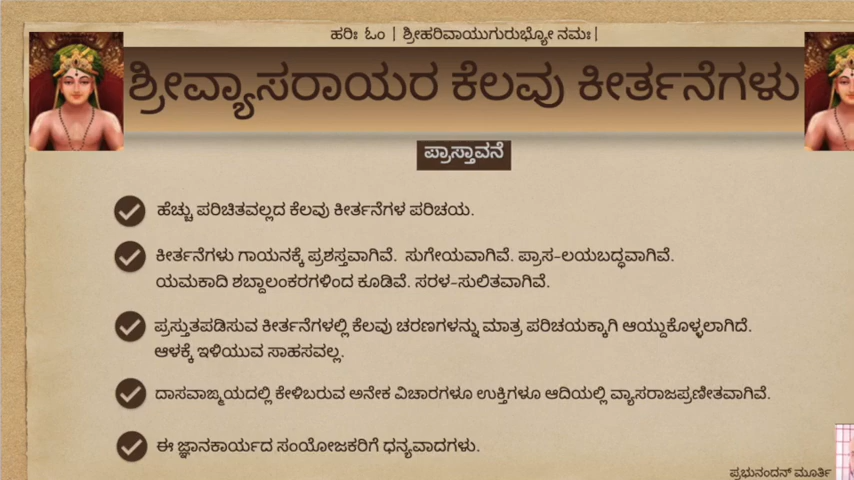 ಹರಿಃ ಓಂ | ಶ್ರೀಹರಿವಾಯುಗುರುಭ್ಯೋ ನಮಃ|
ಶ್ರೀವ್ಯಾಸರಾಯರ ಕೆಲವು ಕೀರ್ತನೆಗಳು
ಪ್ರಾಸ್ತಾವನೆ
ಹೆಚ್ಚು ಪರಿಚಿತವಲ್ಲದ ಕೆಲವು ಕೀರ್ತನೆಗಳ ಪರಿಚಯ.
ಕೀರ್ತನೆಗಳು ಗಾಯನಕ್ಕೆ ಪ್ರಶಸ್ತವಾಗಿವೆ. ಸುಗೇಯವಾಗಿವೆ. ಪ್ರಾಸ-ಲಯಬದ್ಧವಾಗಿವೆ.
ಯಮಕಾದಿ ಶಬ್ದಾಲಂಕರಗಳಿಂದ ಕೂಡಿವೆ. ಸರಳ-ಸುಲಿತವಾಗಿವೆ.
ಪ್ರಸ್ತುತಪಡಿಸುವ ಕೀರ್ತನೆಗಳಲ್ಲಿ ಕೆಲವು ಚರಣಗಳನ್ನು ಮಾತ್ರ ಪರಿಚಯಕ್ಕಾಗಿ ಆಯ್ದುಕೊಳ್ಳಲಾಗಿದೆ.
ಆಳಕ್ಕೆ ಇಳಿಯುವ ಸಾಹಸವಲ್ಲ.
ದಾಸವಾಙ್ಮಯದಲ್ಲಿ ಕೇಳಿಬರುವ ಅನೇಕ ವಿಚಾರಗಳೂ ಉಕ್ತಿಗಳೂ ಆದಿಯಲ್ಲಿ ವ್ಯಾಸರಾಜಪ್ರಣೀತವಾಗಿವೆ.
ಈ ಜ್ಞಾನಕಾರ್ಯದ ಸಂಯೋಜಕರಿಗೆ ಧನ್ಯವಾದಗಳು.
ಪ್ರಭುನಂದನ್ ಮೂರ್ತಿ